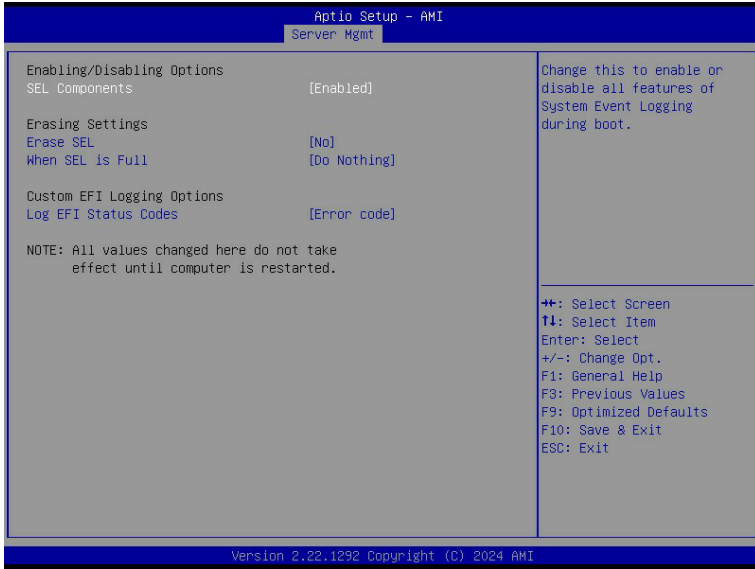 Aptio Setup - AMI
Server Mgmt
Enabling/Disabling Options
SEL Components [Enabled]
Erasing Settings
Erase SEL [No]
When SEL is Full [Do Nothing]
Custom EFI Logging Options
Log EFI Status Codes [Error code]
NOTE: All values changed here do not take
effect until computer is restarted.
Change this to enable or
disable all features of
System Event Logging
during boot.
→←: Select Screen
↑↓: Select Item
Enter: Select
+/-: Change Opt.
F1: General Help
F3: Previous Values
F9: Optimized Defaults
F10: Save & Exit
ESC: Exit
Version 2.22.1292 Copyright (C) 2024 AMI